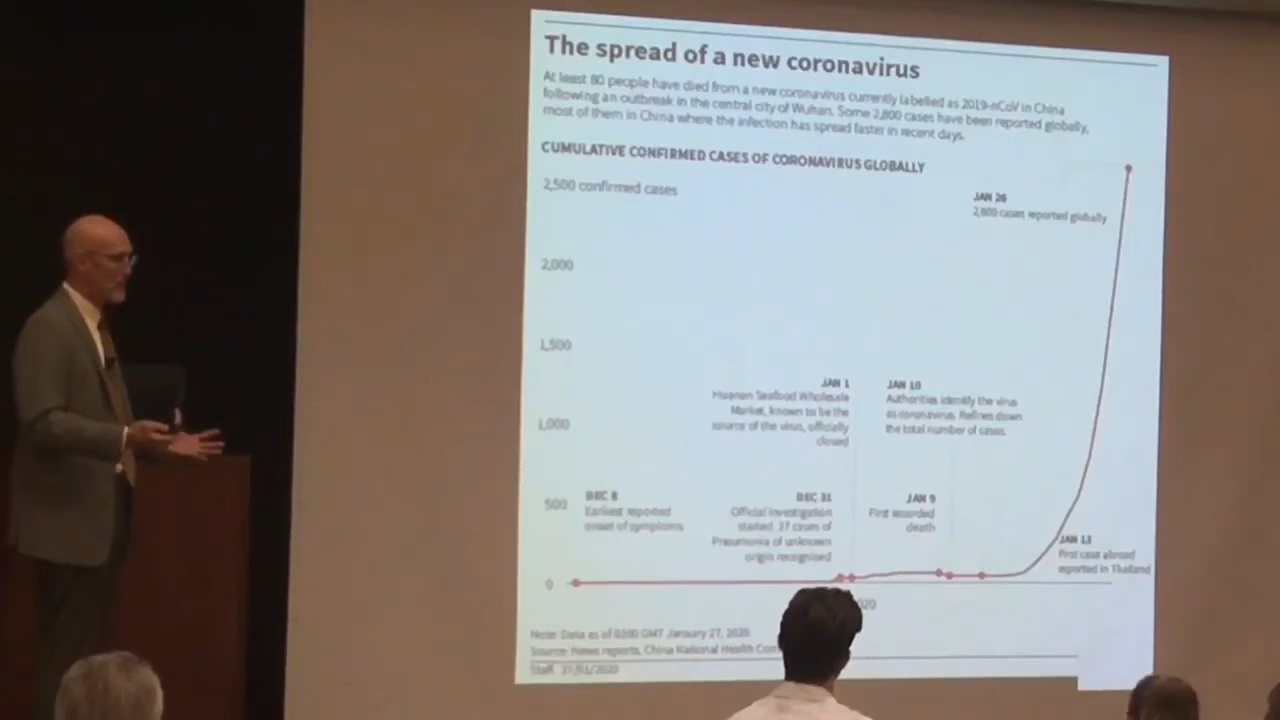 The spread of a new coronavirus
At least 80 people have died from a new coronavirus currently labelled as 2019-nCoV in China
following an outbreak in the central city of Wuhan. Some 2,800 cases have been reported globally,
most of them in China where the infection has spread faster in recent days.
CUMULATIVE CONFIRMED CASES OF CORONAVIRUS GLOBALLY
2,500 confirmed cases
JAN 26
2,800 cases reported globally
2,000
1,500
JAN 1
Huanan Seafood Wholesale
Market, known to be the
source of the virus, officially
closed
JAN 10
Authorities identify the virus
as coronavirus. Refines down
the total number of cases.
1,000
500
DEC 8
Earliest reported
onset of symptoms
DEC 31
Official investigation
started. 27 cases of
Pneumonia of unknown
origin recognised
JAN 9
First recorded
death
JAN 13
First case abroad
reported in Thailand
0
020
Note: Data as of 0200 GMT January 27, 2020
Source: News reports, China National Health Com
Staff, 27/01/2020